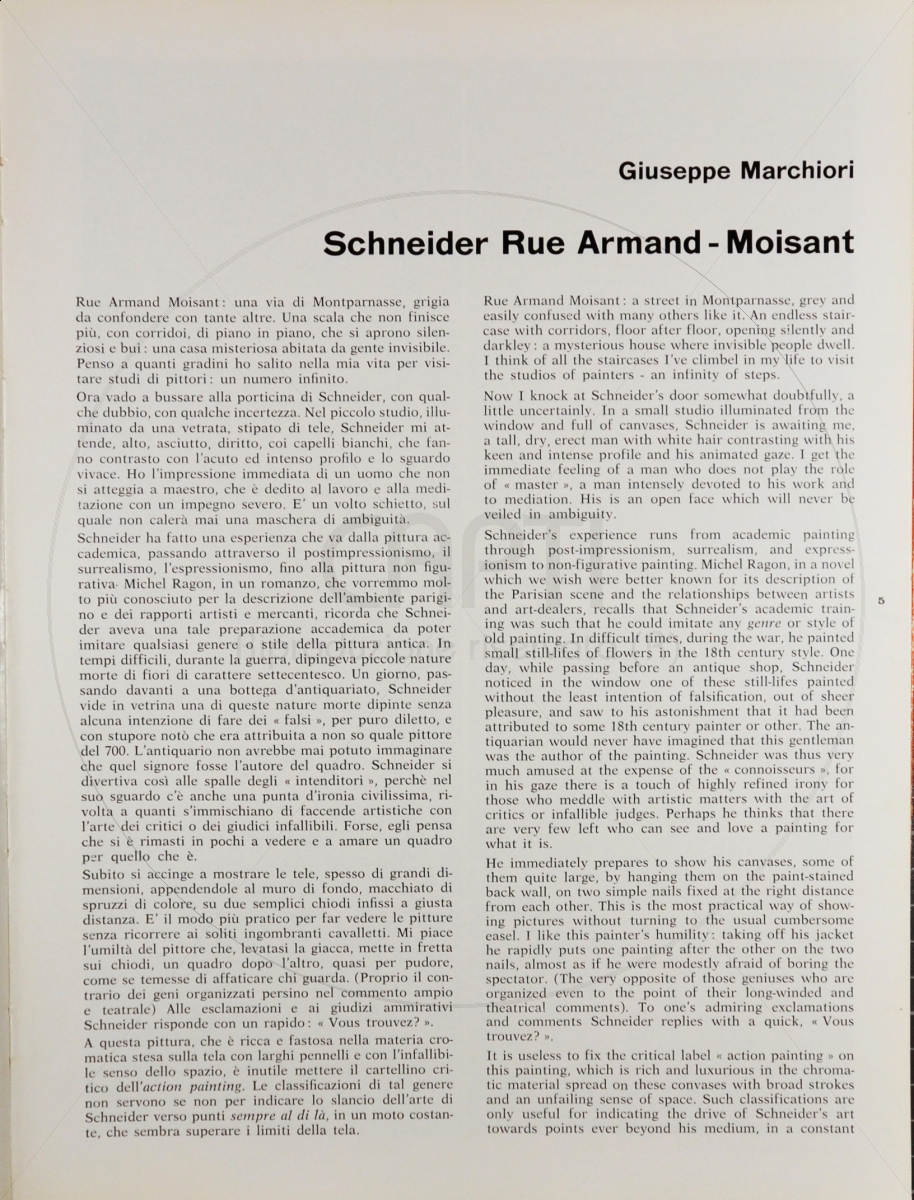 Giuseppe Marchiori
Schneider Rue Armand - Moisant
Rue Armand Moisant: una via di Montparnasse, grigia
da confondere con tante altre. Una scala che non finisce
più, con corridoi, di piano in piano, che si aprono silen-
ziosi e bui: una casa misteriosa abitata da gente invisibile.
Penso a quanti gradini ho salito nella mia vita per visi-
tare studi di pittori: un numero infinito.
Ora vado a bussare alla porticina di Schneider, con qual-
che dubbio, con qualche incertezza. Nel piccolo studio, illu-
minato da una vetrata, stipato di tele, Schneider mi at-
tende, alto, asciutto, diritto, coi capelli bianchi, che fan-
no contrasto con l'acuto ed intenso profilo e lo sguardo
vivace. Ho l'impressione immediata di un uomo che non
si atteggia a maestro, che è dedito al lavoro e alla medi-
tazione con un impegno severo. E' un volto schietto, sul
quale non calerà mai una maschera di ambiguità.
Schneider ha fatto una esperienza che va dalla pittura ac-
cademica, passando attraverso il postimpressionismo, il
surrealismo, l'espressionismo, fino alla pittura non figu-
rativa. Michel Ragon, in un romanzo, che vorremmo mol-
to più conosciuto per la descrizione dell'ambiente parigi-
no e dei rapporti artisti e mercanti, ricorda che Schnei-
der aveva una tale preparazione accademica da poter
imitare qualsiasi genere o stile della pittura antica. In
tempi difficili, durante la guerra, dipingeva piccole nature
morte di fiori di carattere settecentesco. Un giorno, pas-
sando davanti a una bottega d'antiquariato, Schneider
vide in vetrina una di queste nature morte dipinte senza
alcuna intenzione di fare dei « falsi », per puro diletto, e
con stupore notò che era attribuita a non so quale pittore
del 700. L'antiquario non avrebbe mai potuto immaginare
che quel signore fosse l'autore del quadro. Schneider si
divertiva così alle spalle degli « intenditori », perchè nel
suo sguardo c'è anche una punta d'ironia civilissima, ri-
volta a quanti s'immischiano di faccende artistiche con
l'arte dei critici o dei giudici infallibili. Forse, egli pensa
che si è rimasti in pochi a vedere e a amare un quadro
per quello che è.
Subito si accinge a mostrare le tele, spesso di grandi di-
mensioni, appendendole al muro di fondo, macchiato di
spruzzi di colore, su due semplici chiodi infissi a giusta
distanza. E' il modo più pratico per far vedere le pitture
senza ricorrere ai soliti ingombranti cavalletti. Mi piace
l'umiltà del pittore che, levatasi la giacca, mette in fretta
sui chiodi, un quadro dopo l'altro, quasi per pudore,
come se temesse di affaticare chi guarda. (Proprio il con-
trario dei geni organizzati persino nel commento ampio
e teatrale) Alle esclamazioni e ai giudizi ammirativi
Schneider risponde con un rapido: « Vous trouvez? ».
A questa pittura, che è ricca e fastosa nella materia cro-
matica stesa sulla tela con larghi pennelli e con l'infallibi-
le senso dello spazio, è inutile mettere il cartellino cri-
tico dell'action painting. Le classificazioni di tal genere
non servono se non per indicare lo slancio dell'arte di
Schneider verso punti sempre al di là, in un moto costan-
te, che sembra superare i limiti della tela.
Rue Armand Moisant: a street in Montparnasse, grey and
easily confused with many others like it. An endless stair-
case with corridors, floor after floor, opening silently and
darkley: a mysterious house where invisible people dwell.
I think of all the staircases I've climbel in my life to visit
the studios of painters - an infinity of steps.
Now I knock at Schneider's door somewhat doubtfully, a
little uncertainly. In a small studio illuminated from the
window and full of canvases, Schneider is awaiting me,
a tall, dry, erect man with white hair contrasting with his
keen and intense profile and his animated gaze. I get the
immediate feeling of a man who does not play the rôle
of « master », a man intensely devoted to his work and
to mediation. His is an open face which will never be
veiled in ambiguity.
Schneider's experience runs from academic painting
through post-impressionism, surrealism, and express-
ionism to non-figurative painting. Michel Ragon, in a novel
which we wish were better known for its description of
the Parisian scene and the relationships between artists
and art-dealers, recalls that Schneider's academic train-
ing was such that he could imitate any genre or style of
old painting. In difficult times, during the war, he painted
small still-lifes of flowers in the 18th century style. One
day, while passing before an antique shop, Schneider
noticed in the window one of these still-lifes painted
without the least intention of falsification, out of sheer
pleasure, and saw to his astonishment that it had been
attributed to some 18th century painter or other. The an-
tiquarian would never have imagined that this gentleman
was the author of the painting. Schneider was thus very
much amused at the expense of the « connoisseurs », for
in his gaze there is a touch of highly refined irony for
those who meddle with artistic matters with the art of
critics or infallible judges. Perhaps he thinks that there
are very few left who can see and love a painting for
what it is.
He immediately prepares to show his canvases, some of
them quite large, by hanging them on the paint-stained
back wall, on two simple nails fixed at the right distance
from each other. This is the most practical way of show-
ing pictures without turning to the usual cumbersome
easel. I like this painter's humility: taking off his jacket
he rapidly puts one painting after the other on the two
nails, almost as if he were modestly afraid of boring the
spectator. (The very opposite of those geniuses who are
organized even to the point of their long-winded and
theatrical comments). To one's admiring exclamations
and comments Schneider replies with a quick, « Vous
trouvez? ».
It is useless to fix the critical label « action painting » on
this painting, which is rich and luxurious in the chroma-
tic material spread on these convases with broad strokes
and an unfailing sense of space. Such classifications are
only useful for indicating the drive of Schneider's art
towards points ever beyond his medium, in a constant
5